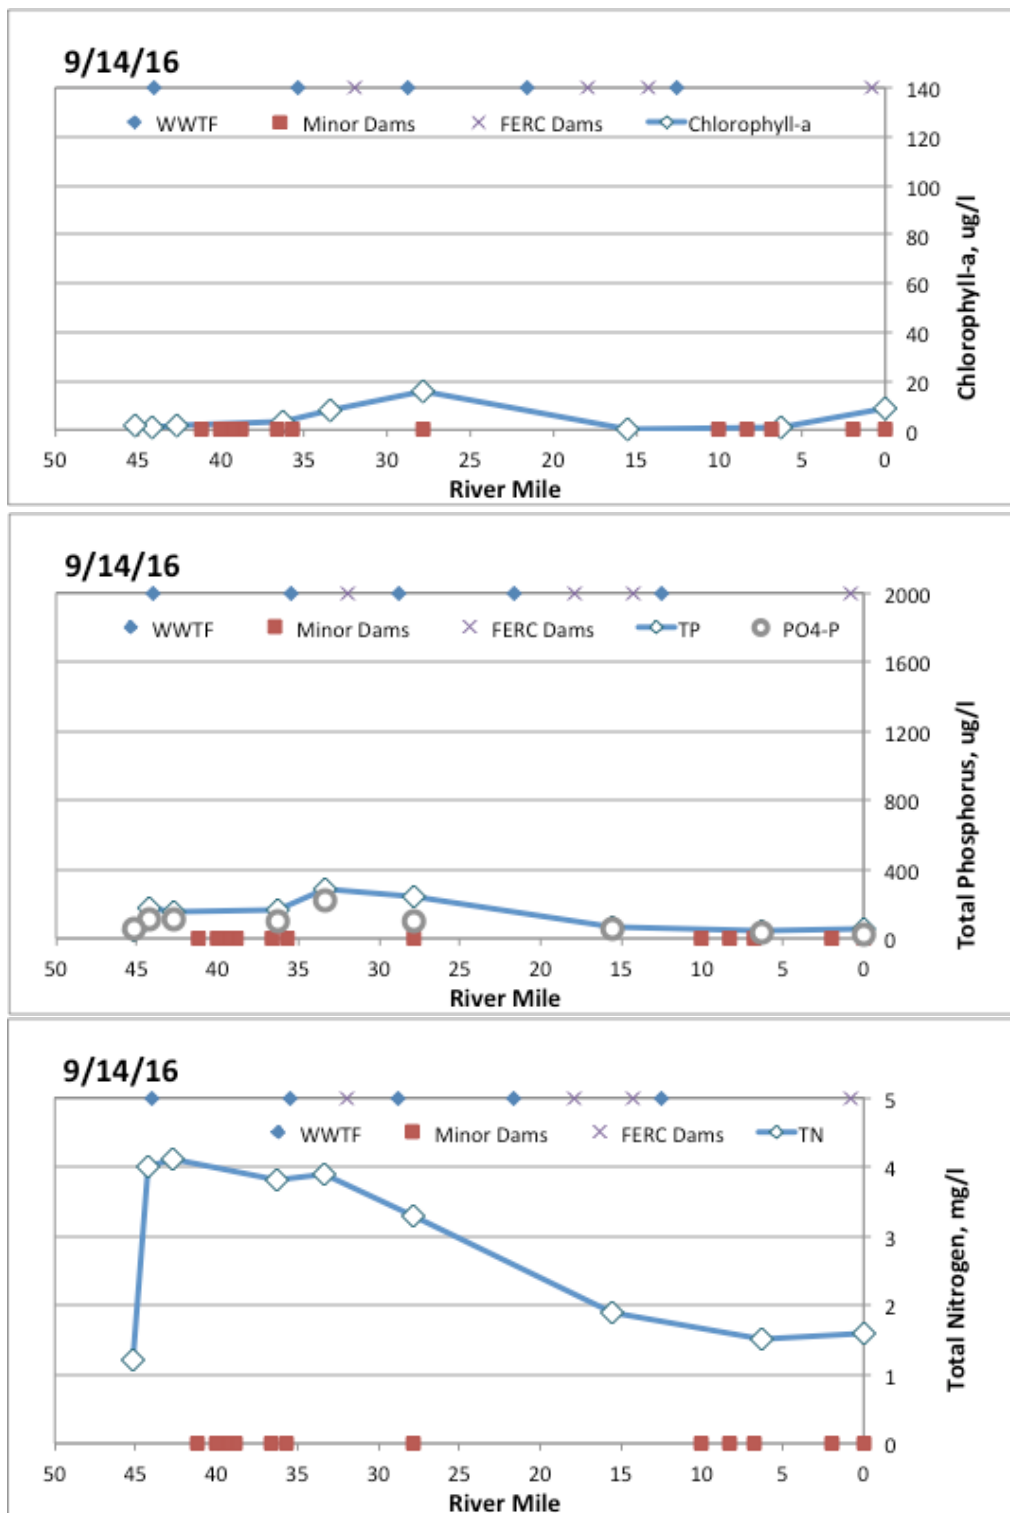 9/14/16
WWTF Minor Dams FERC Dams Chlorophyll-a
140
120
100
80
60
40
20
0
Chlorophyll-a, ug/l
50 45 40 35 30 25 20 15 10 5 0
River Mile
9/14/16
WWTF Minor Dams FERC Dams TP PO4-P
2000
1600
1200
800
400
0
Total Phosphorus, ug/l
50 45 40 35 30 25 20 15 10 5 0
River Mile
9/14/16
WWTF Minor Dams FERC Dams TN
5
4
3
2
1
0
Total Nitrogen, mg/l
50 45 40 35 30 25 20 15 10 5 0
River Mile